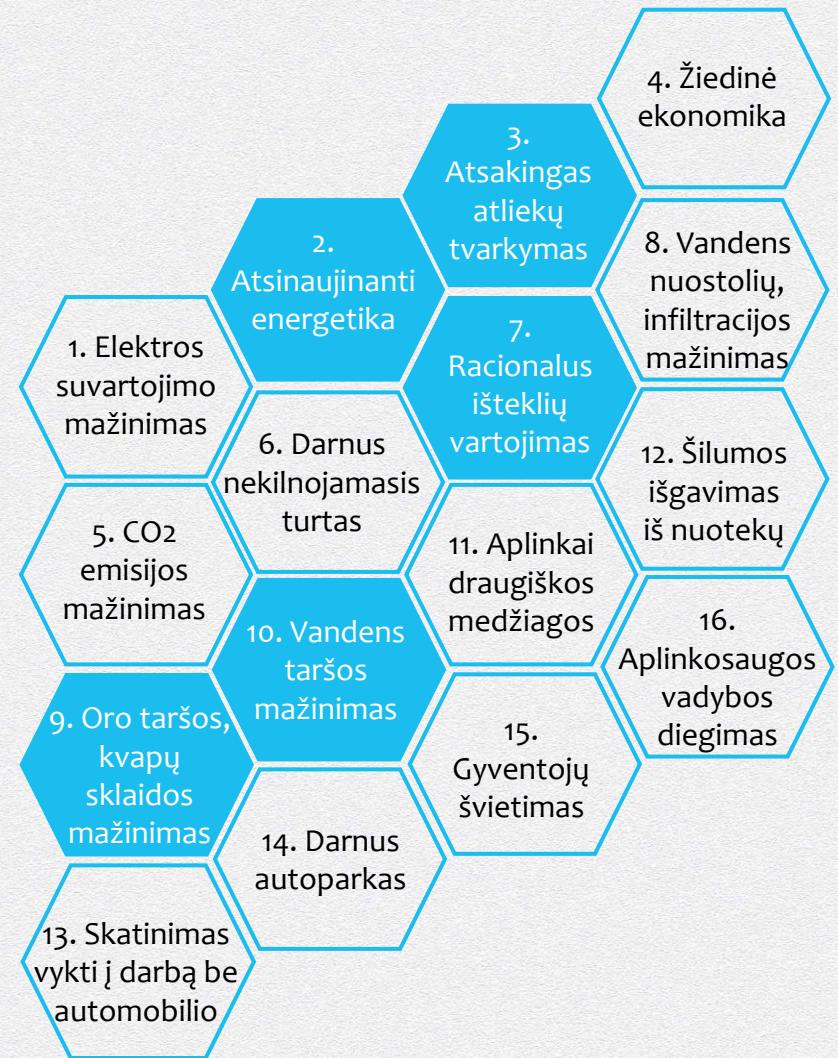 1. Elektros
suvartojimo
mažinimas
2.
Atsinaujinanti
energetika
3.
Atsakingas
atliekų
tvarkymas
4. Žiedinė
ekonomika
5. CO2
emisijos
mažinimas
6. Darnus
nekilnojamasis
turtas
7.
Racionalus
išteklių
vartojimas
8. Vandens
nuostolių,
infiltracijos
mažinimas
9. Oro taršos,
kvapų
sklaidos
mažinimas
10. Vandens
taršos
mažinimas
11. Aplinkai
draugiškos
medžiagos
12. Šilumos
išgavimas
iš nuotekų
13. Skatinimas
vykti į darbą be
automobilio
14. Darnus
autoparkas
15.
Gyventojų
švietimas
16.
Aplinkosaugos
vadybos
diegimas